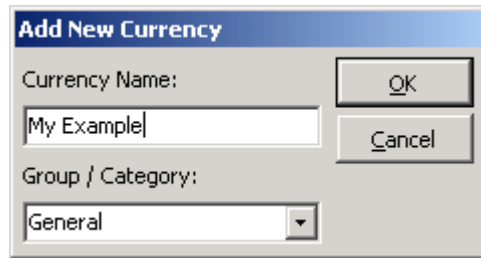 Add New Currency
Currency Name:
OK
My Example
Cancel
Group / Category:
General